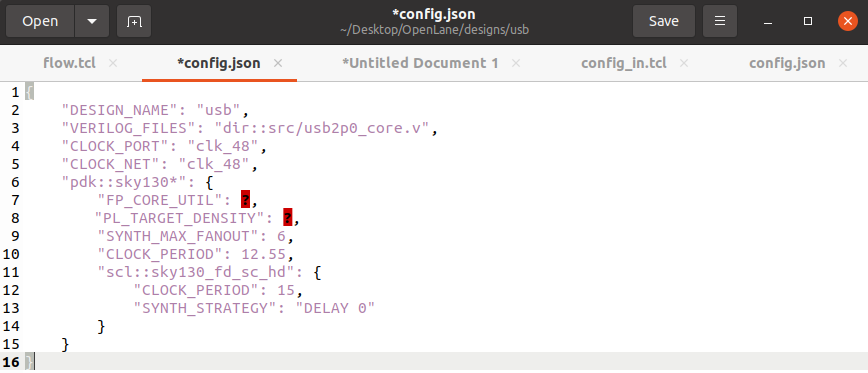 Open
*config.json
~/Desktop/OpenLane/designs/usb
Save
flow.tcl
*config.json
*Untitled Document 1
config_in.tcl
config.json
1 {
2 "DESIGN_NAME": "usb",
3 "VERILOG_FILES": "dir::src/usb2p0_core.v",
4 "CLOCK_PORT": "clk_48",
5 "CLOCK_NET": "clk_48",
6 "pdk::sky130*": {
7 "FP_CORE_UTIL": ?,
8 "PL_TARGET_DENSITY": ?,
9 "SYNTH_MAX_FANOUT": 6,
10 "CLOCK_PERIOD": 12.55,
11 "scl::sky130_fd_sc_hd": {
12 "CLOCK_PERIOD": 15,
13 "SYNTH_STRATEGY": "DELAY 0"
14 }
15 }
16 }